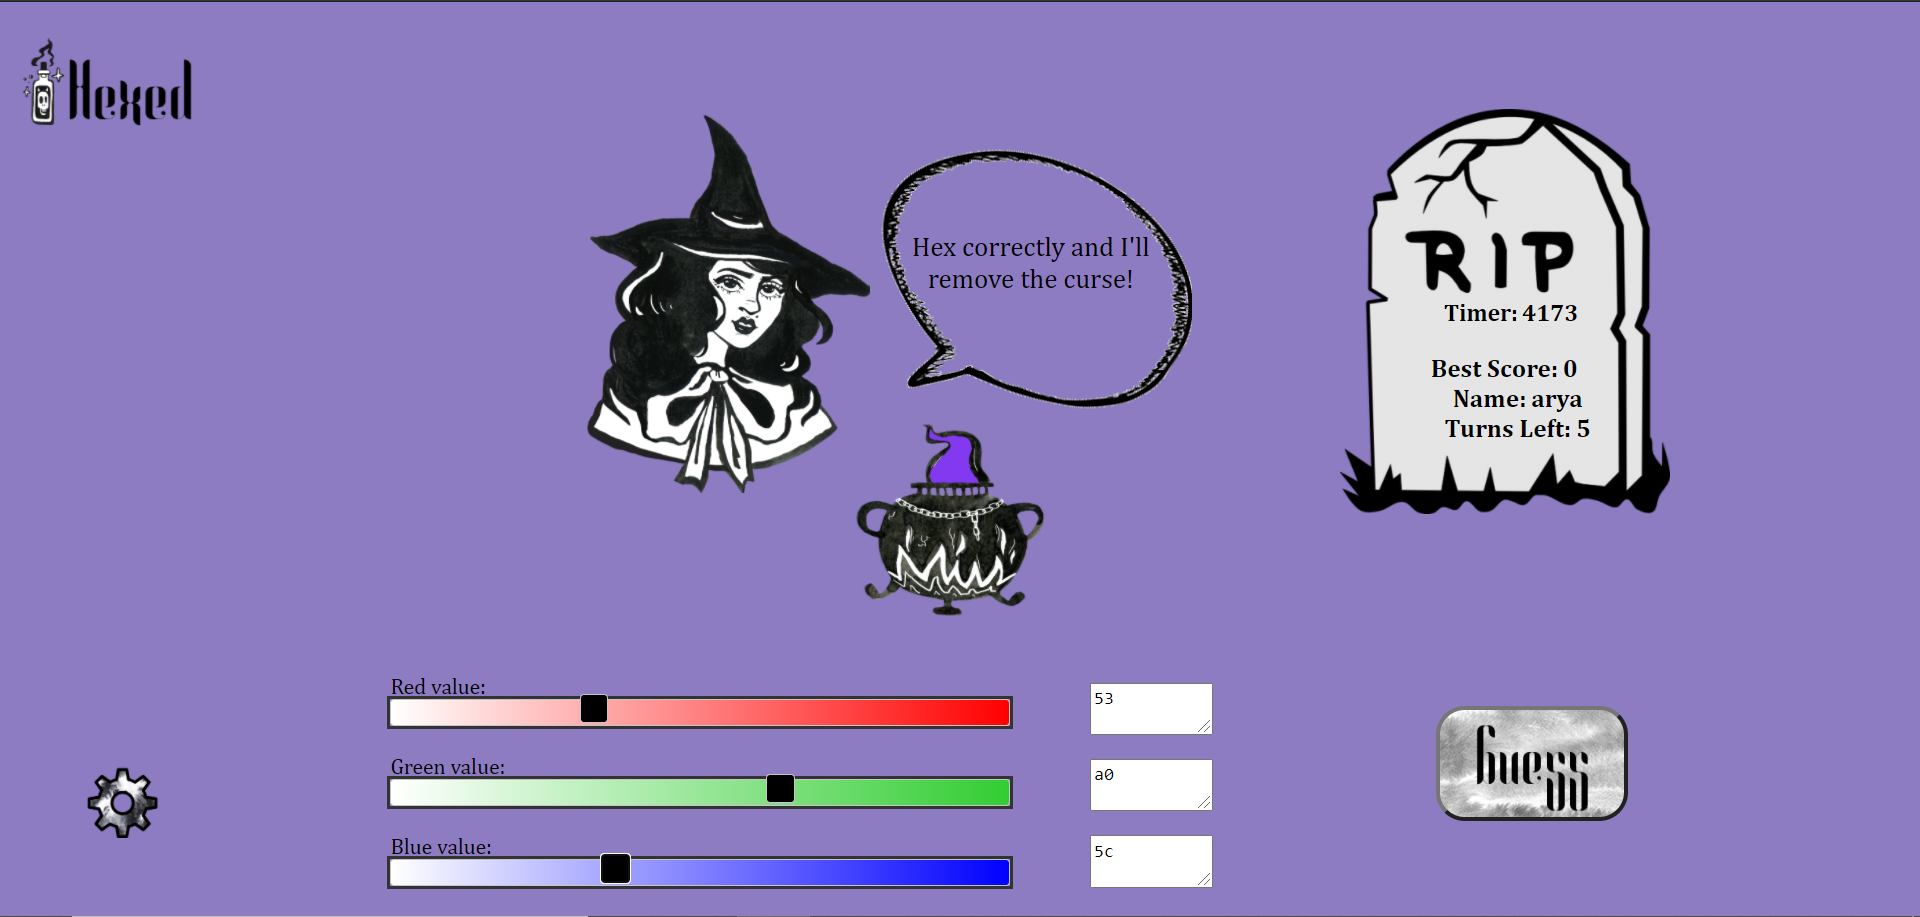 Hexed
Hex correctly and I'll
remove the curse!
RIP
Timer: 4173
Best Score: 0
Name: arya
Turns Left: 5
Red value:
53
Green value:
a0
Blue value:
5c
guess